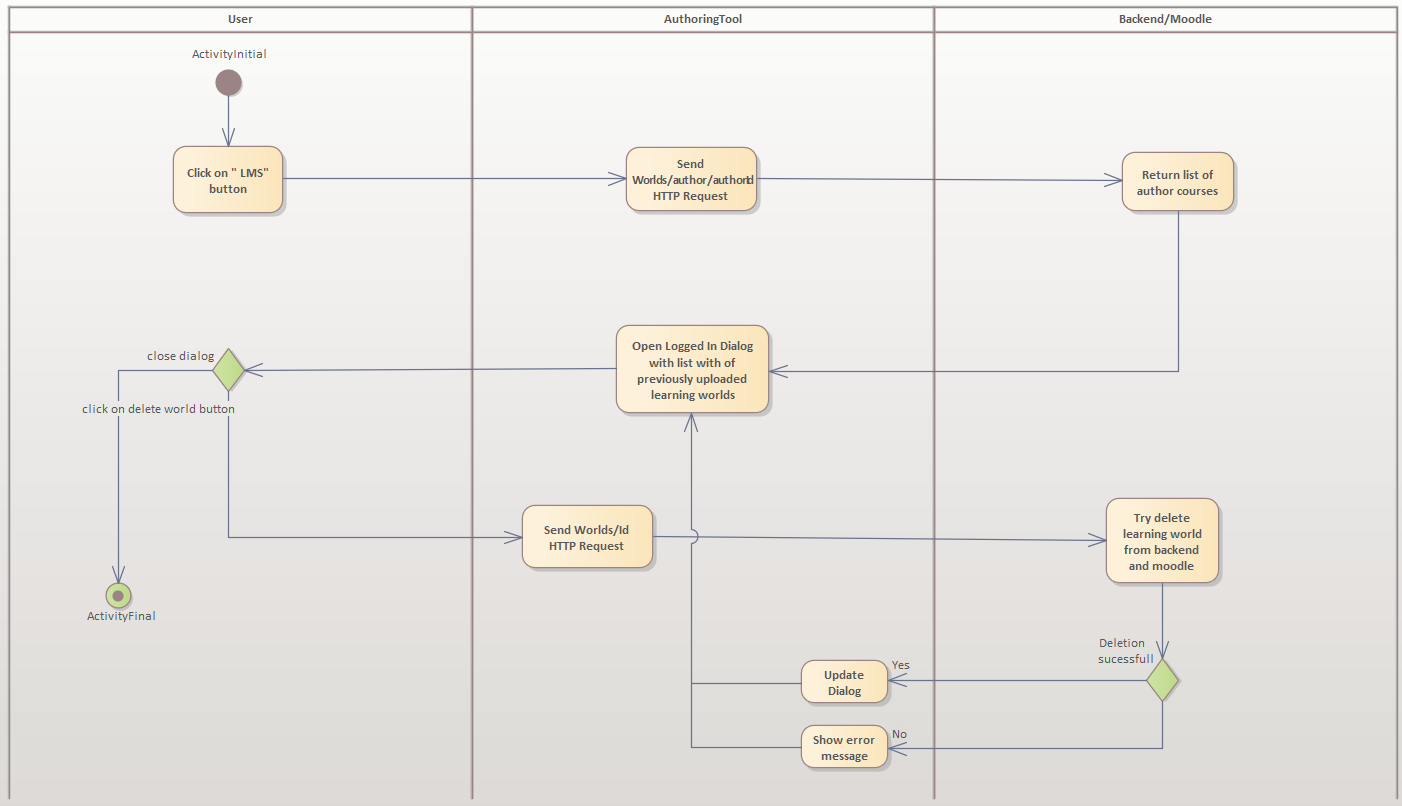 User
AuthoringTool
Backend/Moodle
ActivityInitial
Click on " LMS"
button
Send
Worlds/author/authorId
HTTP Request
Return list of
author courses
Open Logged In Dialog
with list with of
previously uploaded
learning worlds
close dialog
click on delete world button
Send Worlds/Id
HTTP Request
Try delete
learning world
from backend
and moodle
ActivityFinal
Deletion
sucessfull
Yes
Update
Dialog
No
Show error
message